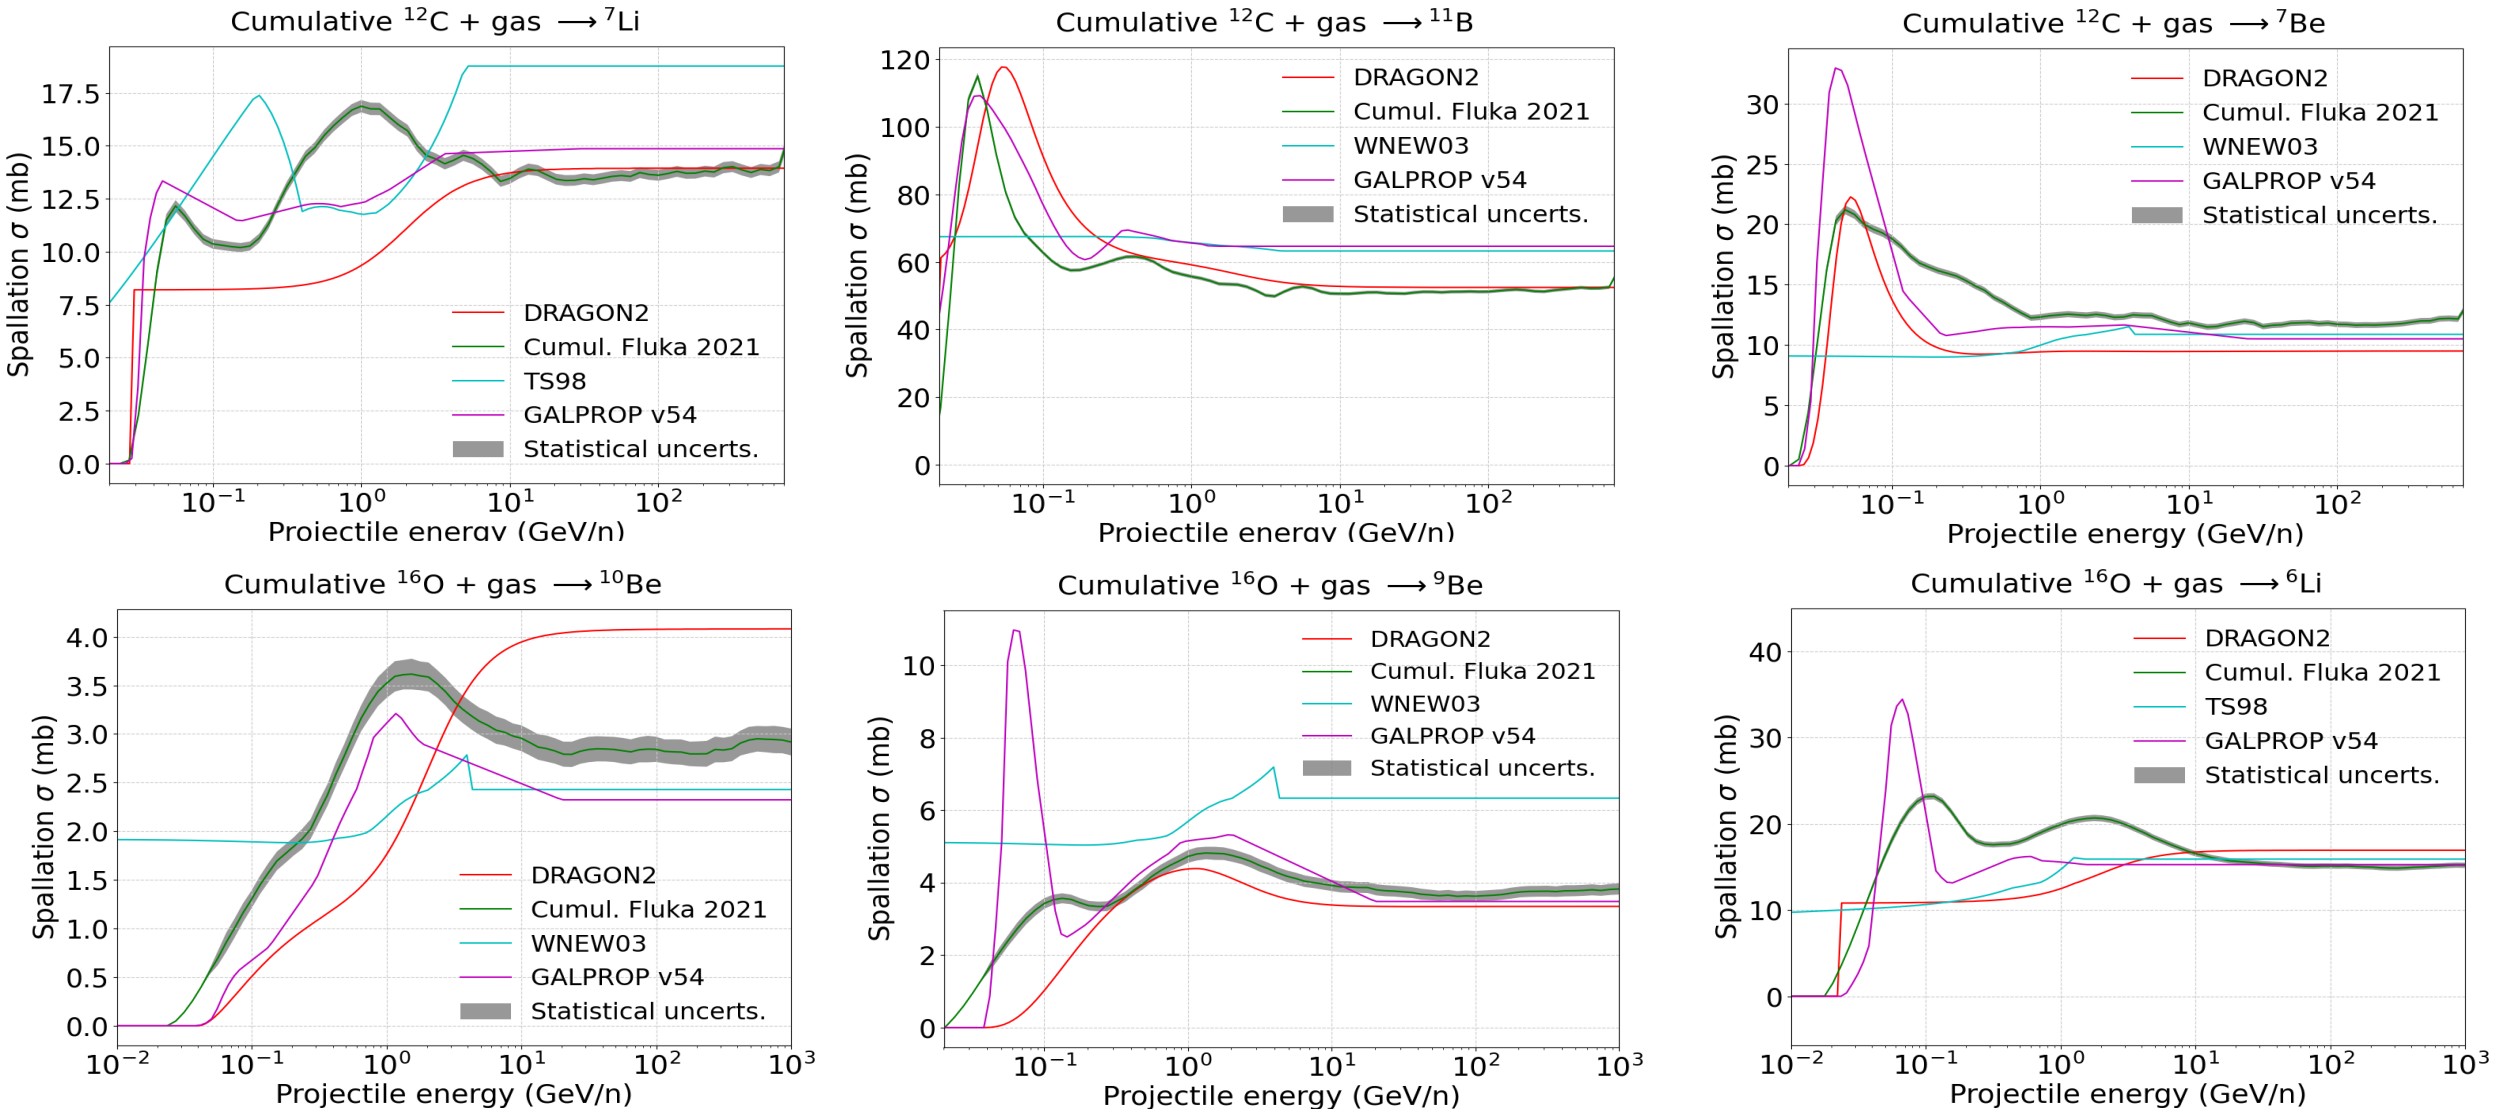 Cumulative ¹²C + gas ⟶ ⁷Li
Spallation σ (mb)
17.5
15.0
12.5
10.0
7.5
5.0
2.5
0.0
DRAGON2
Cumul. Fluka 2021
TS98
GALPROP v54
Statistical uncerts.
10⁻¹ 10⁰ 10¹ 10²
Projectile energy (GeV/n)
Cumulative ¹²C + gas ⟶ ¹¹B
Spallation σ (mb)
120
100
80
60
40
20
0
DRAGON2
Cumul. Fluka 2021
WNEW03
GALPROP v54
Statistical uncerts.
10⁻¹ 10⁰ 10¹ 10²
Projectile energy (GeV/n)
Cumulative ¹²C + gas ⟶ ⁷Be
Spallation σ (mb)
30
25
20
15
10
5
0
DRAGON2
Cumul. Fluka 2021
WNEW03
GALPROP v54
Statistical uncerts.
10⁻¹ 10⁰ 10¹ 10²
Projectile energy (GeV/n)
Cumulative ¹⁶O + gas ⟶ ¹⁰Be
Spallation σ (mb)
4.0
3.5
3.0
2.5
2.0
1.5
1.0
0.5
0.0
DRAGON2
Cumul. Fluka 2021
WNEW03
GALPROP v54
Statistical uncerts.
10⁻² 10⁻¹ 10⁰ 10¹ 10² 10³
Projectile energy (GeV/n)
Cumulative ¹⁶O + gas ⟶ ⁹Be
Spallation σ (mb)
10
8
6
4
2
0
DRAGON2
Cumul. Fluka 2021
WNEW03
GALPROP v54
Statistical uncerts.
10⁻¹ 10⁰ 10¹ 10² 10³
Projectile energy (GeV/n)
Cumulative ¹⁶O + gas ⟶ ⁶Li
Spallation σ (mb)
40
30
20
10
0
DRAGON2
Cumul. Fluka 2021
TS98
GALPROP v54
Statistical uncerts.
10⁻² 10⁻¹ 10⁰ 10¹ 10² 10³
Projectile energy (GeV/n)